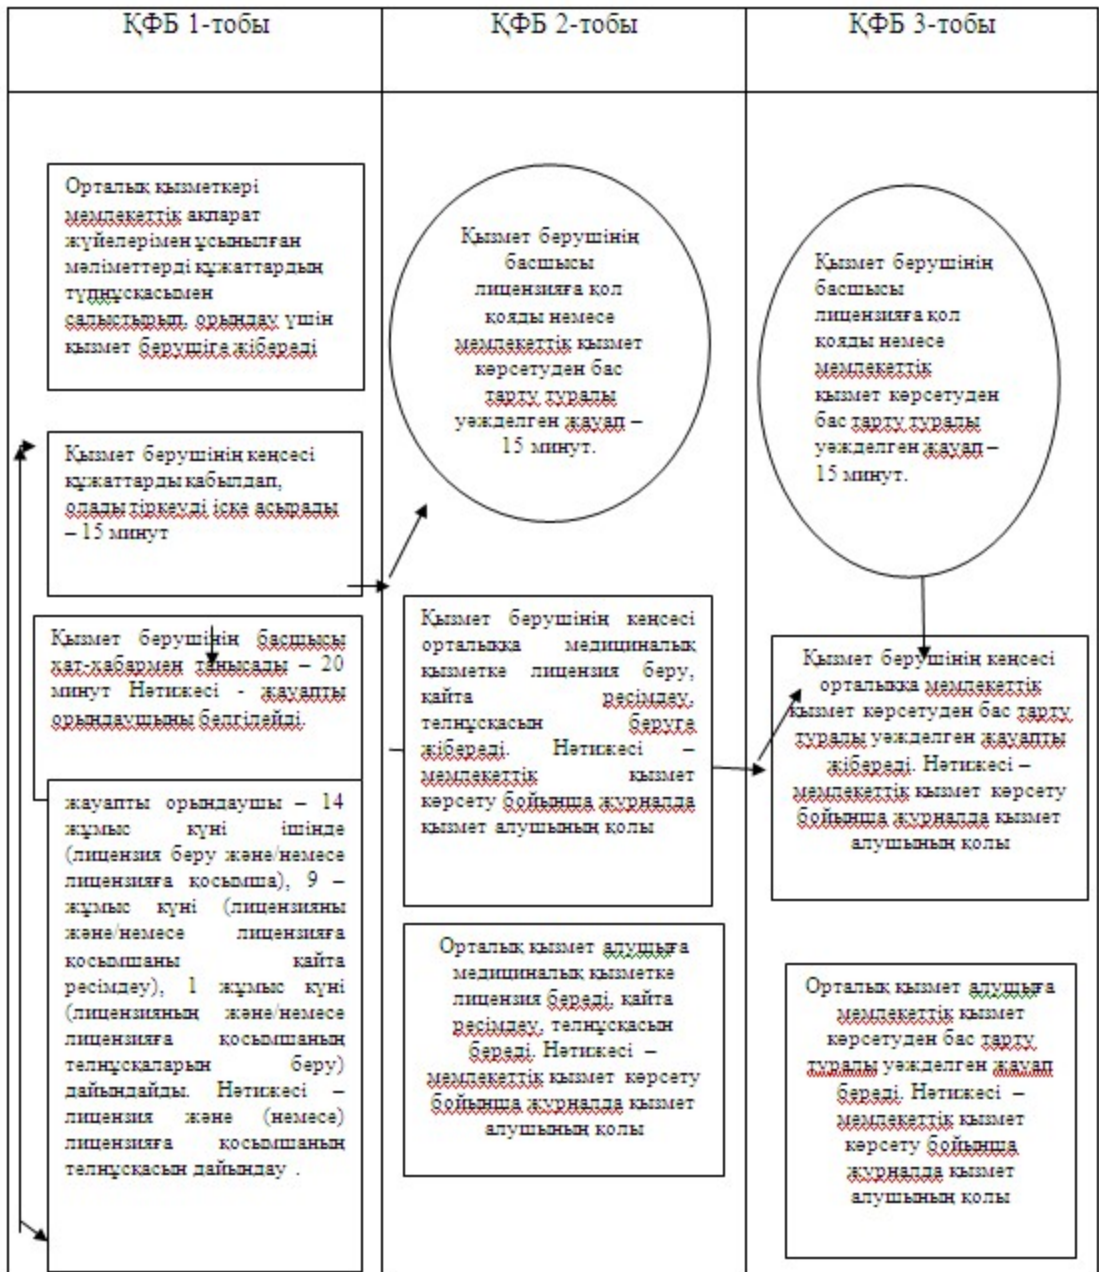 ҚФБ 1-тобы
ҚФБ 2-тобы
ҚФБ 3-тобы
Орталық қызметкері
мемлекеттік ақпарат
жүйелерімен ұсынылған
мәліметтерді құжаттардың
түпнұсқасымен
салыстырып, орындау үшін
қызмет берушіге жібереді
Қызмет берушінің кеңсесі
құжаттарды қабылдап,
олады тіркеуді іске асырады
– 15 минут
Қызмет берушінің басшысы
хат-хабармен танысады – 20
минут Нәтижесі - жауапты
орындаушыны белгілейді.
жауапты орындаушы – 14
жұмыс күні ішінде
(лицензия беру және/немесе
лицензияға қосымша), 9 –
жұмыс күні (лицензияны
және/немесе лицензияға
қосымшаны қайта
ресімдеу), 1 жұмыс күні
(лицензияның және/немесе
лицензияға қосымшаның
телнұсқаларын беру)
дайындайды. Нәтижесі –
лицензия және (немесе)
лицензияға қосымшаның
телнұсқасын дайындау .
Қызмет берушінің
басшысы
лицензияға қол
қояды немесе
мемлекеттік қызмет
көрсетуден бас
тарту туралы
уәжделген жауап –
15 минут.
Қызмет берушінің кеңсесі
орталыққа медициналық
қызметке лицензия беру,
қайта ресімдеу,
телнұсқасын беруге
жібереді. Нәтижесі –
мемлекеттік қызмет
көрсету бойынша журналда
қызмет алушының қолы
Орталық қызмет алушыға
медициналық қызметке
лицензия береді, қайта
ресімдеу, телнұсқасын
береді. Нәтижесі –
мемлекеттік қызмет көрсету
бойынша журналда қызмет
алушының қолы
Қызмет берушінің
басшысы
лицензияға қол
қояды немесе
мемлекеттік
қызмет көрсетуден
бас тарту туралы
уәжделген жауап –
15 минут.
Қызмет берушінің кеңсесі
орталыққа мемлекеттік
қызмет көрсетуден бас тарту
туралы уәжделген жауапты
жібереді. Нәтижесі –
мемлекеттік қызмет көрсету
бойынша журналда қызмет
алушының қолы
Орталық қызмет алушыға
мемлекеттік қызмет
көрсетуден бас тарту
туралы уәжделген жауап
береді. Нәтижесі –
мемлекеттік қызмет
көрсету бойынша
журналда қызмет
алушының қолы